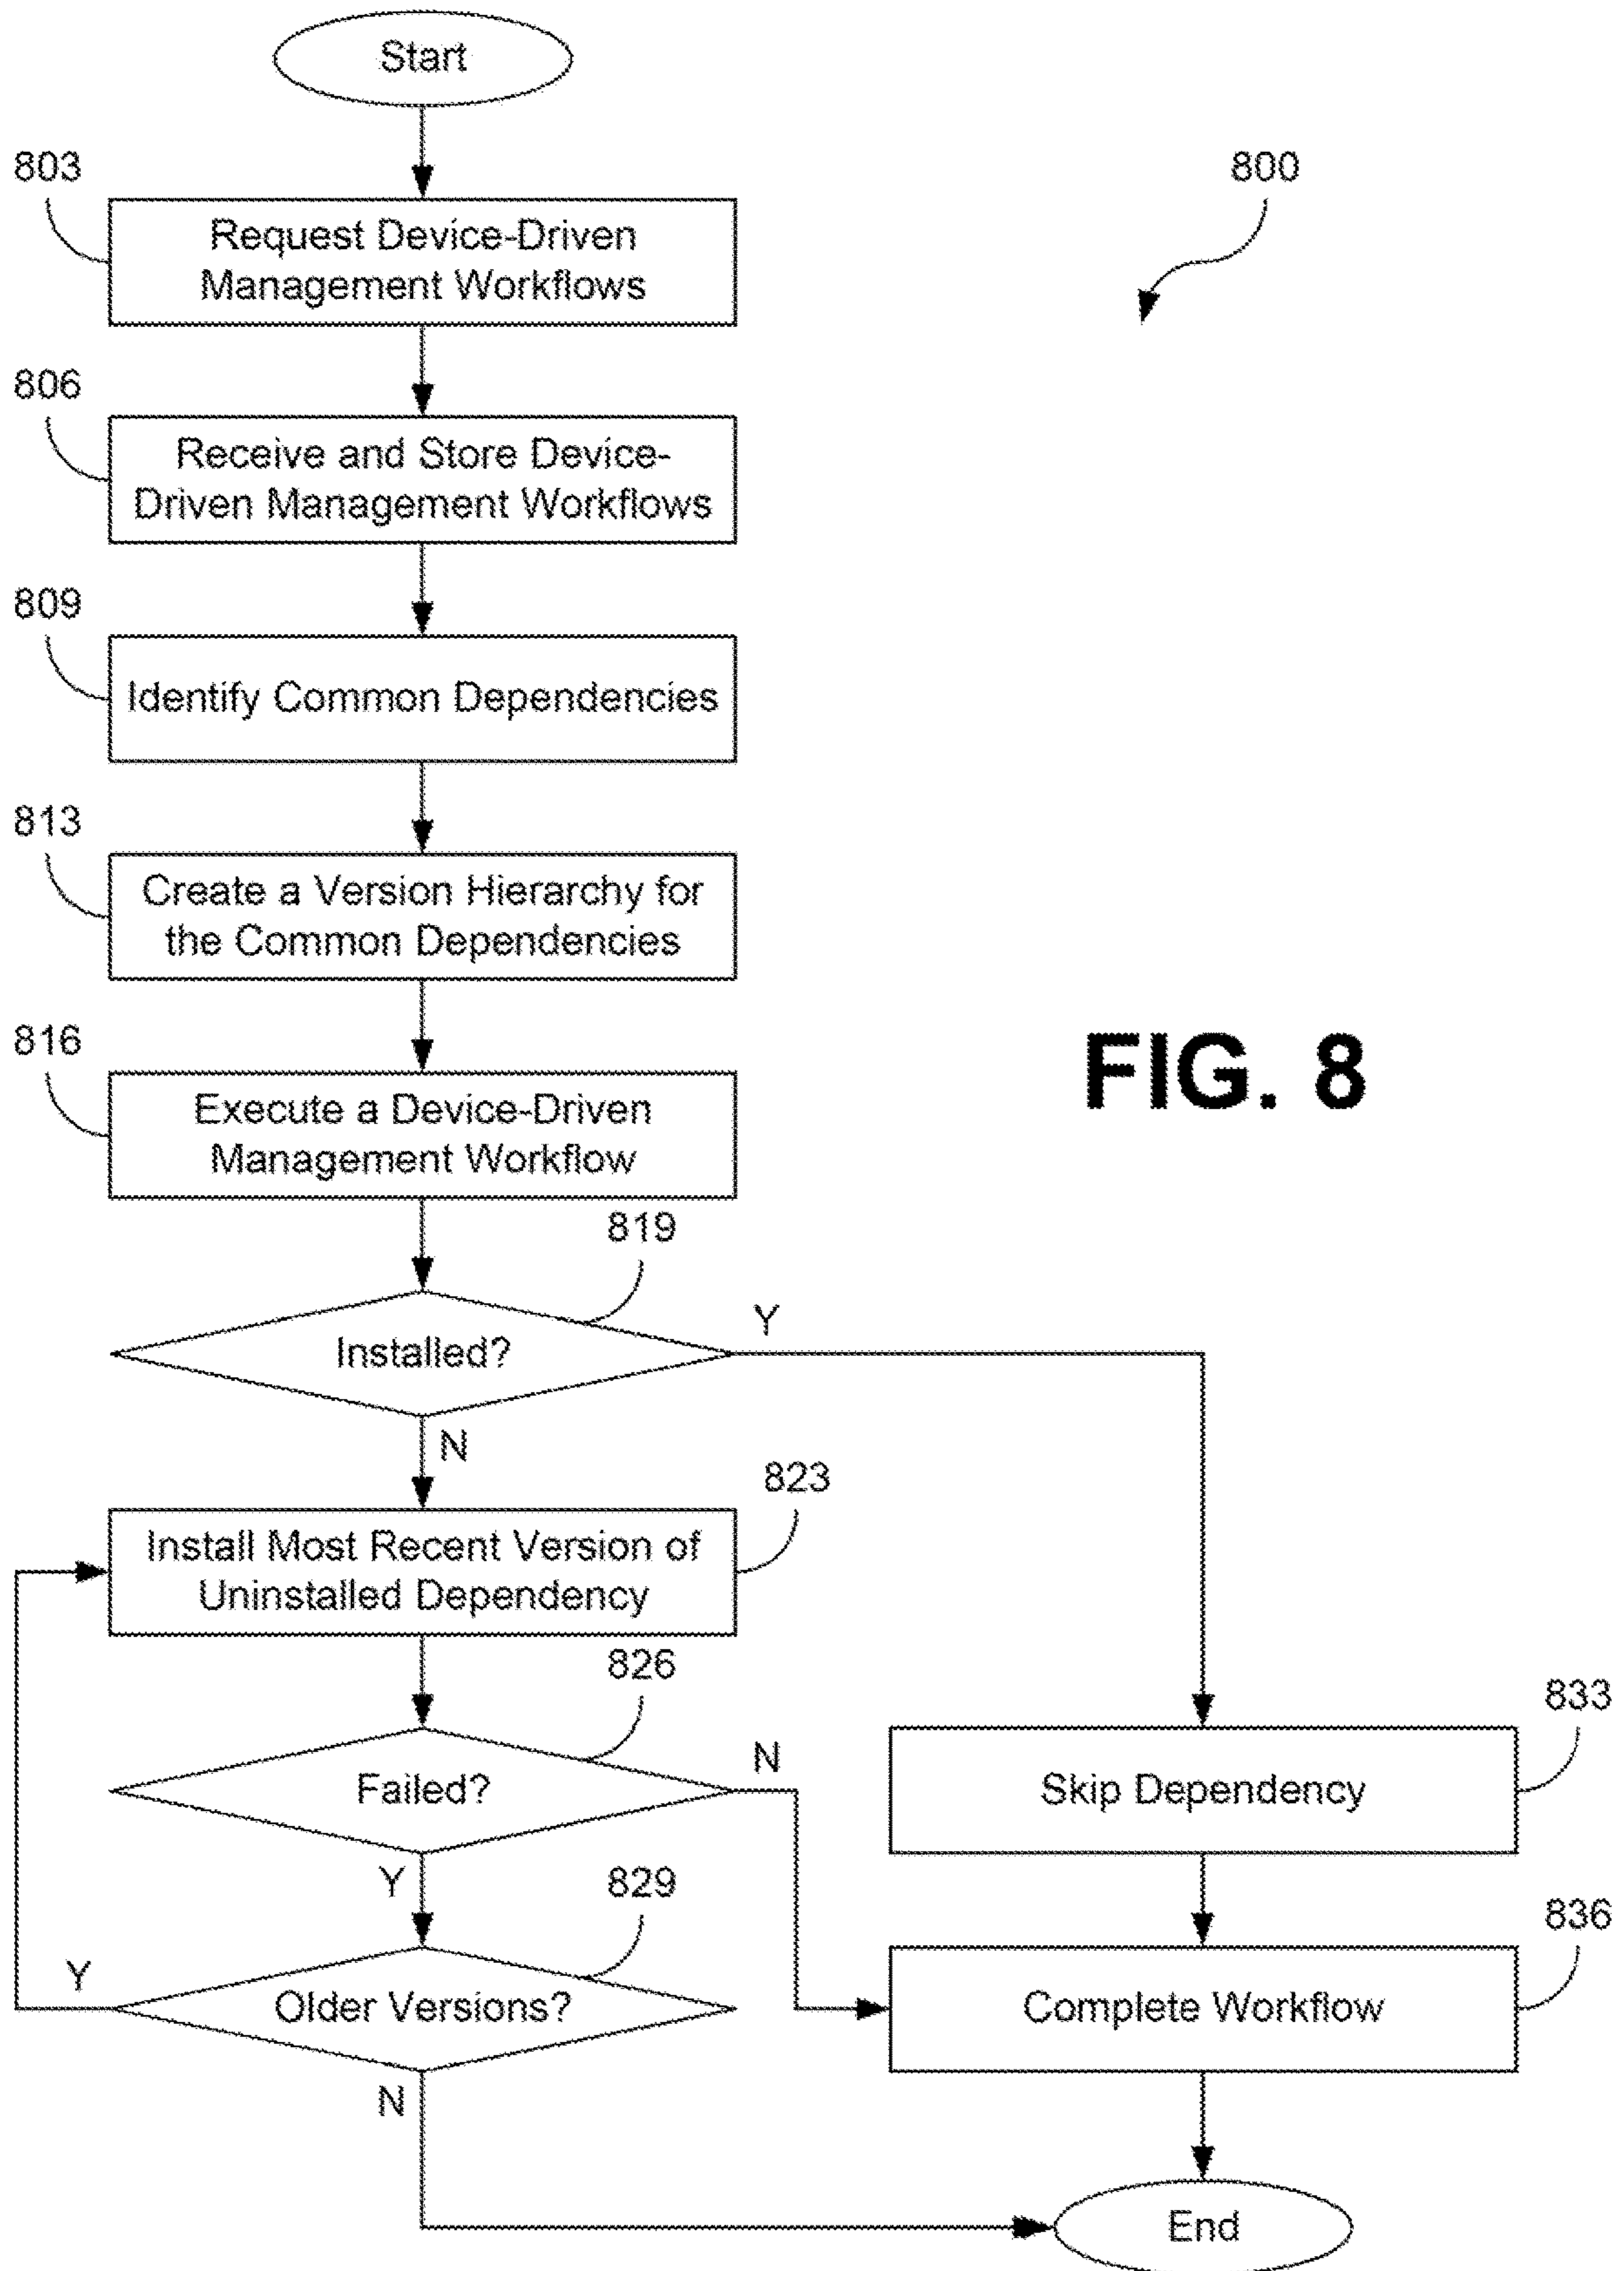 Start
803
800
Request Device-Driven
Management Workflows
806
Receive and Store Device-
Driven Management Workflows
809
Identify Common Dependencies
813
Create a Version Hierarchy for
the Common Dependencies
816
Execute a Device-Driven
Management Workflow
FIG. 8
819
Installed?
Y
N
823
Install Most Recent Version of
Uninstalled Dependency
826
Failed?
N
Y
833
Skip Dependency
829
Older Versions?
Y
N
836
Complete Workflow
End